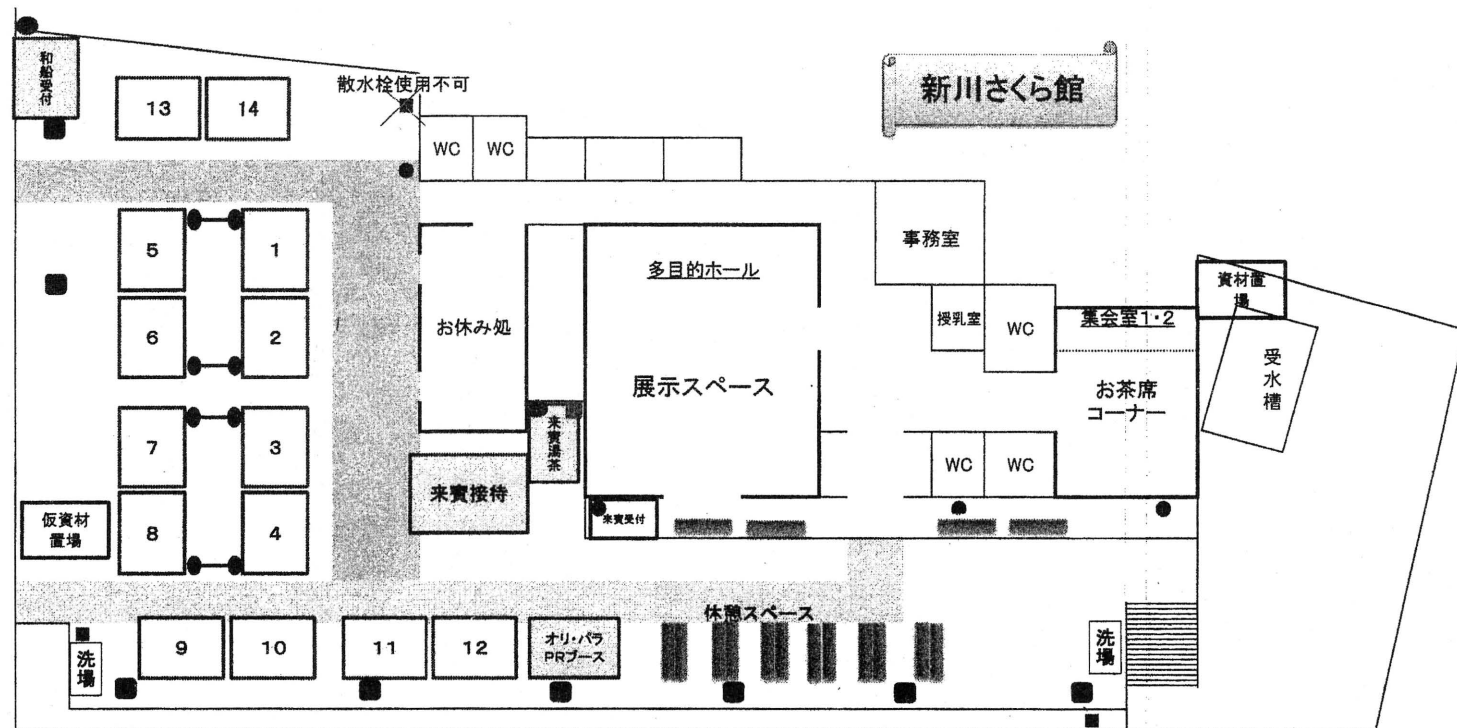 和船受付
13
14
散水栓使用不可
新川さくら館
WC
WC
5
1
事務室
多目的ホール
資材置
場
6
2
お休み処
授乳室
WC
集会室1・2
受水槽
展示スペース
お茶席
コーナー
7
3
来賓湯茶
WC
WC
来賓接待
仮資材
置場
8
4
来賓受付
休憩スペース
洗場
9
10
11
12
オリ・パラ
PRブース
洗場